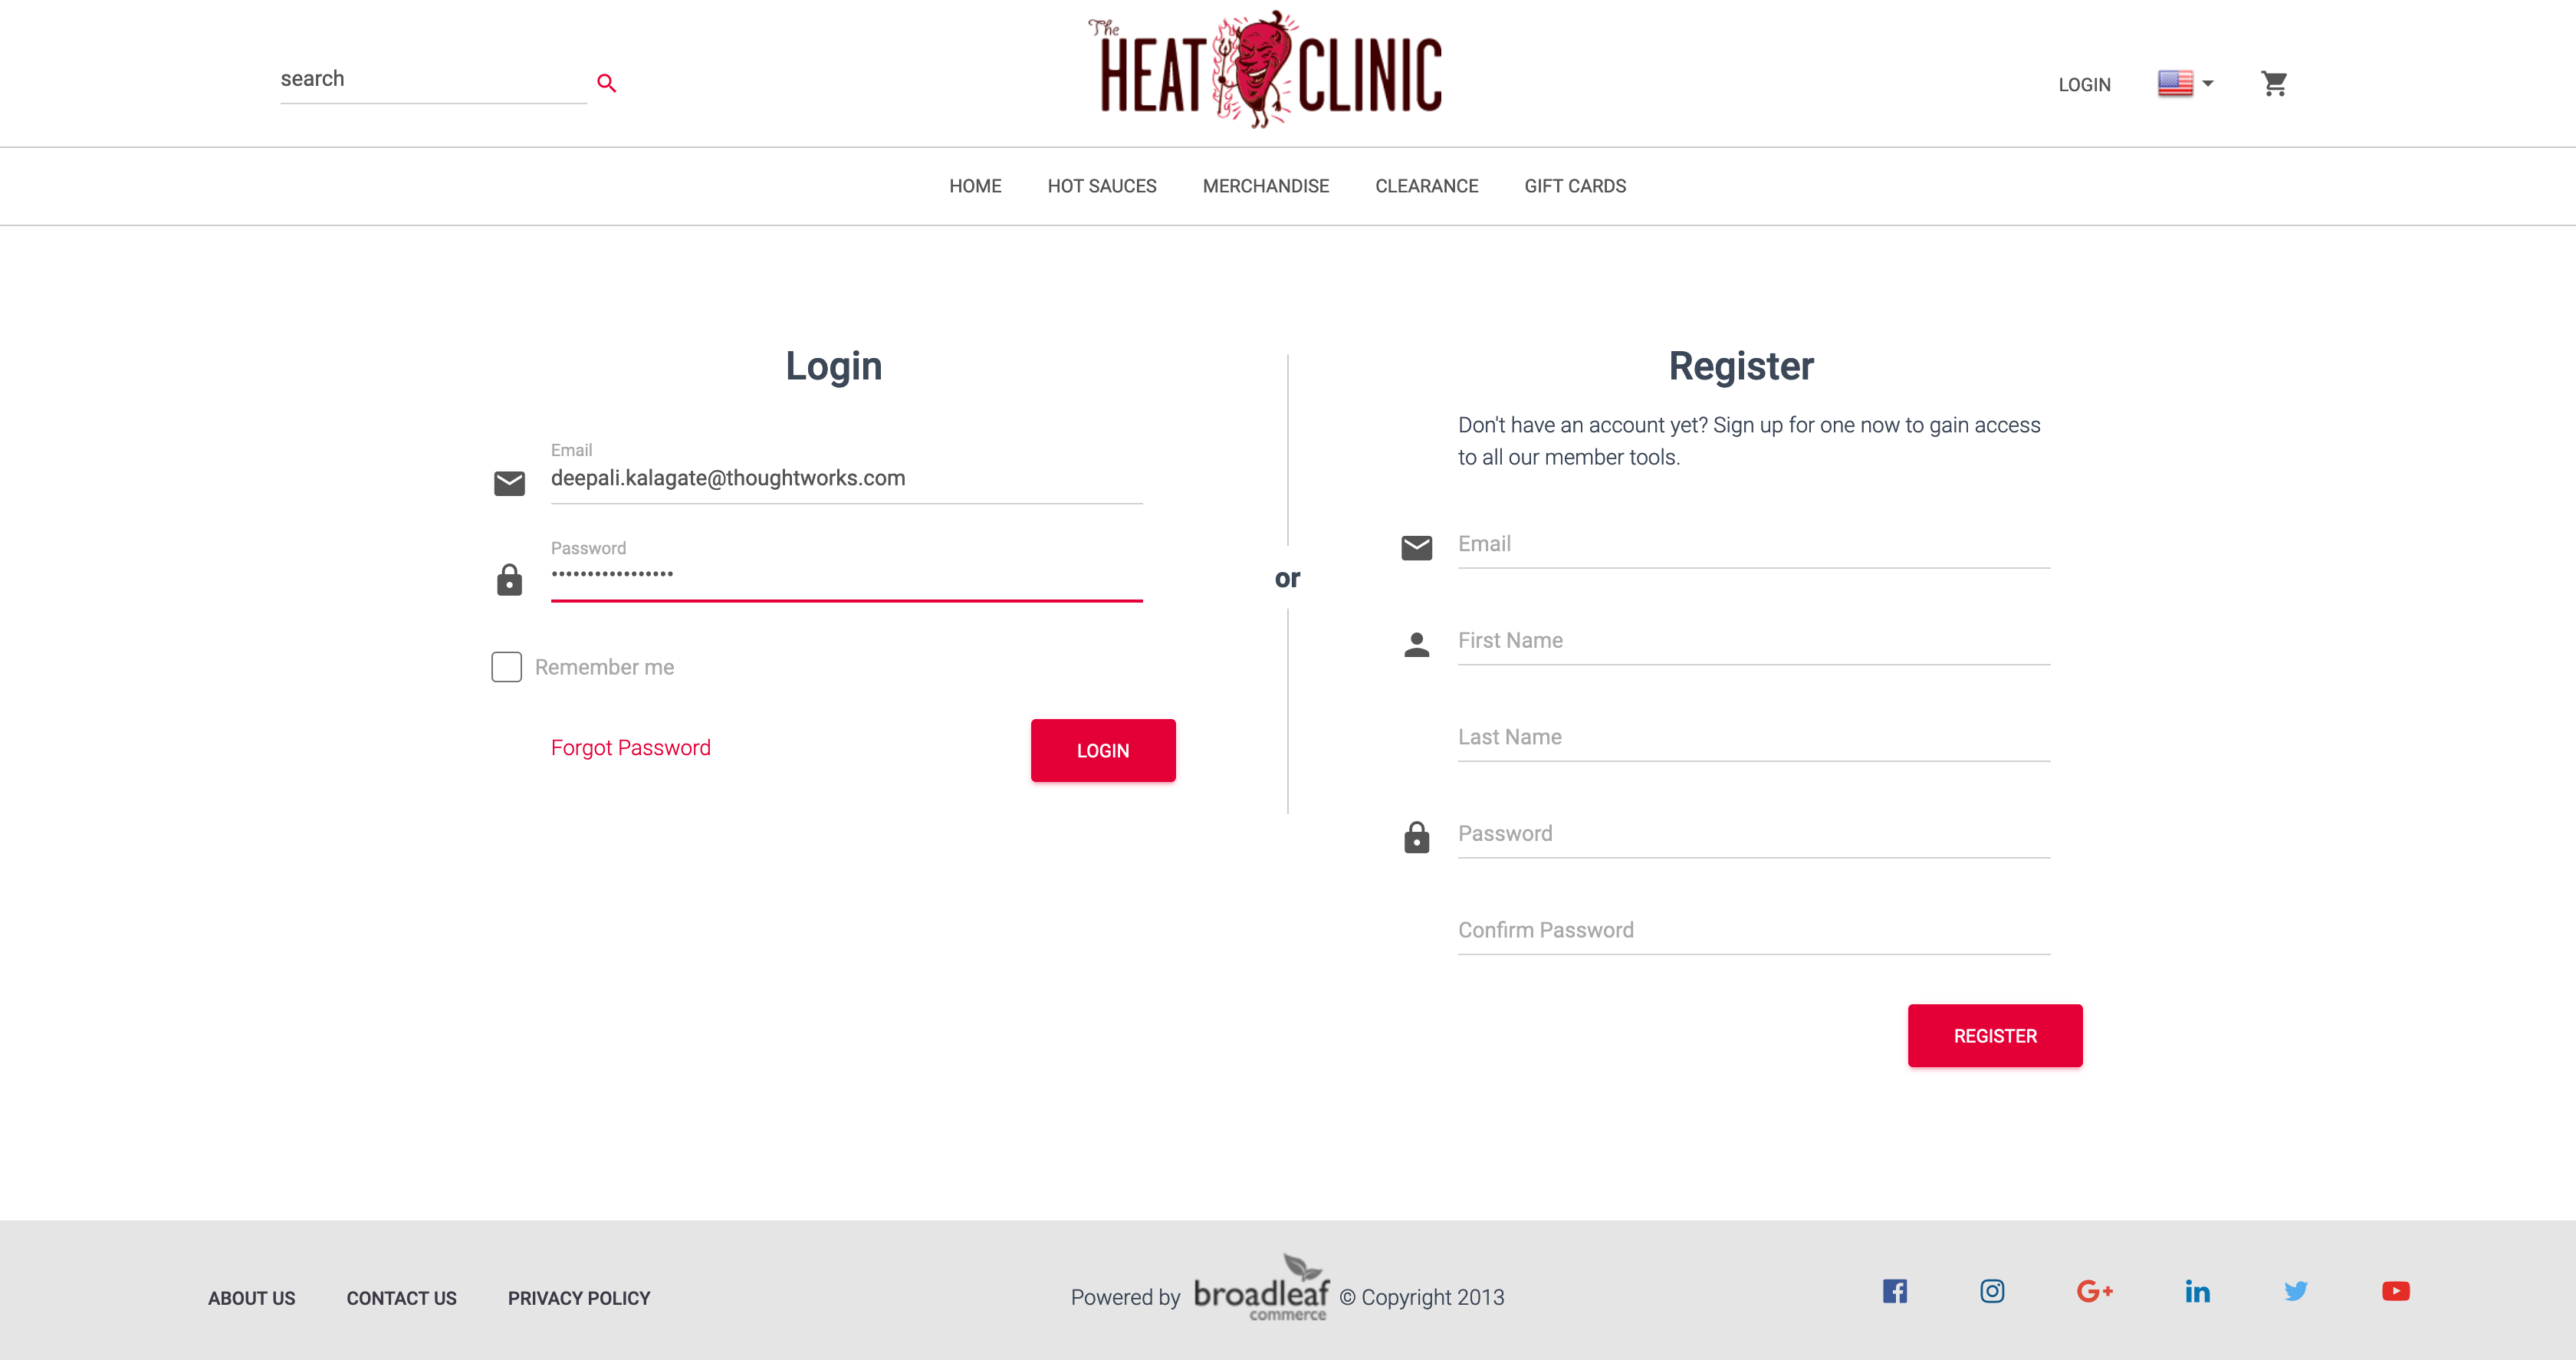 search
The
HEAT CLINIC
LOGIN
HOME HOT SAUCES MERCHANDISE CLEARANCE GIFT CARDS
Login
Email
deepali.kalagate@thoughtworks.com
Password
•••••••••••••••••
Remember me
Forgot Password
LOGIN
or
Register
Don't have an account yet? Sign up for one now to gain access
to all our member tools.
Email
First Name
Last Name
Password
Confirm Password
REGISTER
ABOUT US CONTACT US PRIVACY POLICY
Powered by broadleaf commerce © Copyright 2013